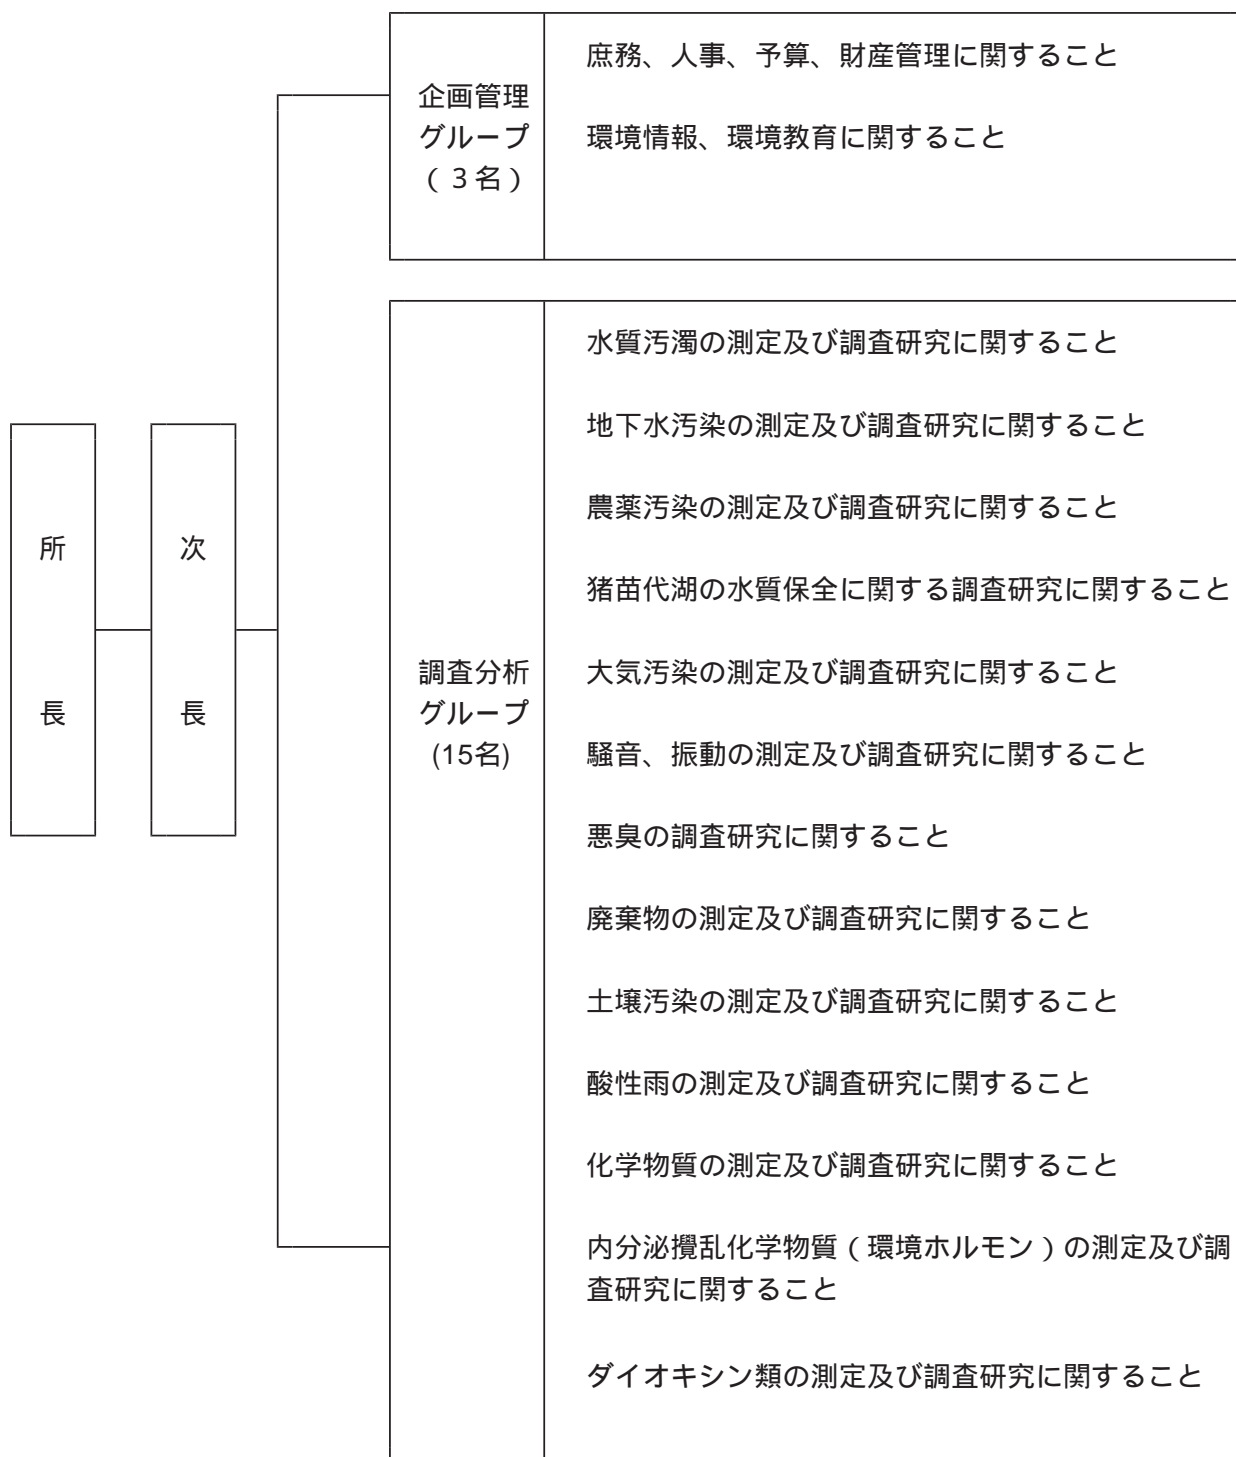 所
長
次
長
企画管理
グループ
（３名）
庶務、人事、予算、財産管理に関すること
環境情報、環境教育に関すること
調査分析
グループ
(15名)
水質汚濁の測定及び調査研究に関すること
地下水汚染の測定及び調査研究に関すること
農薬汚染の測定及び調査研究に関すること
猪苗代湖の水質保全に関する調査研究に関すること
大気汚染の測定及び調査研究に関すること
騒音、振動の測定及び調査研究に関すること
悪臭の調査研究に関すること
廃棄物の測定及び調査研究に関すること
土壌汚染の測定及び調査研究に関すること
酸性雨の測定及び調査研究に関すること
化学物質の測定及び調査研究に関すること
内分泌攪乱化学物質（環境ホルモン）の測定及び調
査研究に関すること
ダイオキシン類の測定及び調査研究に関すること